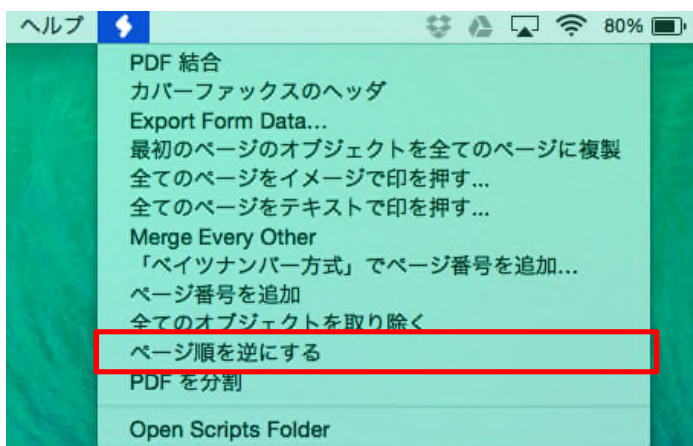 ヘルプ 80%
PDF 結合
カバーファックスのヘッダ
Export Form Data...
最初のページのオブジェクトを全てのページに複製
全てのページをイメージで印を押す...
全てのページをテキストで印を押す...
Merge Every Other
「ベイツナンバー方式」でページ番号を追加...
ページ番号を追加
全てのオブジェクトを取り除く
ページ順を逆にする
PDF を分割
Open Scripts Folder